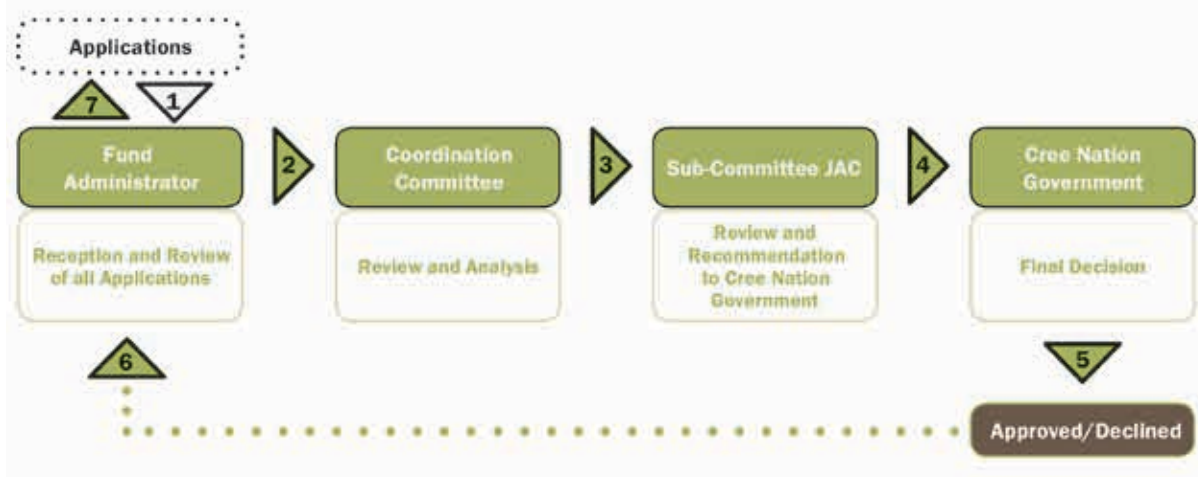 Applications
7
1
Fund
Administrator
2
Coordination
Committee
3
Sub-Committee JAC
4
Cree Nation
Government
Reception and Review
of all Applications
Review and Analysis
Review and
Recommendation
to Cree Nation
Government
Final Decision
6
5
Approved/Declined